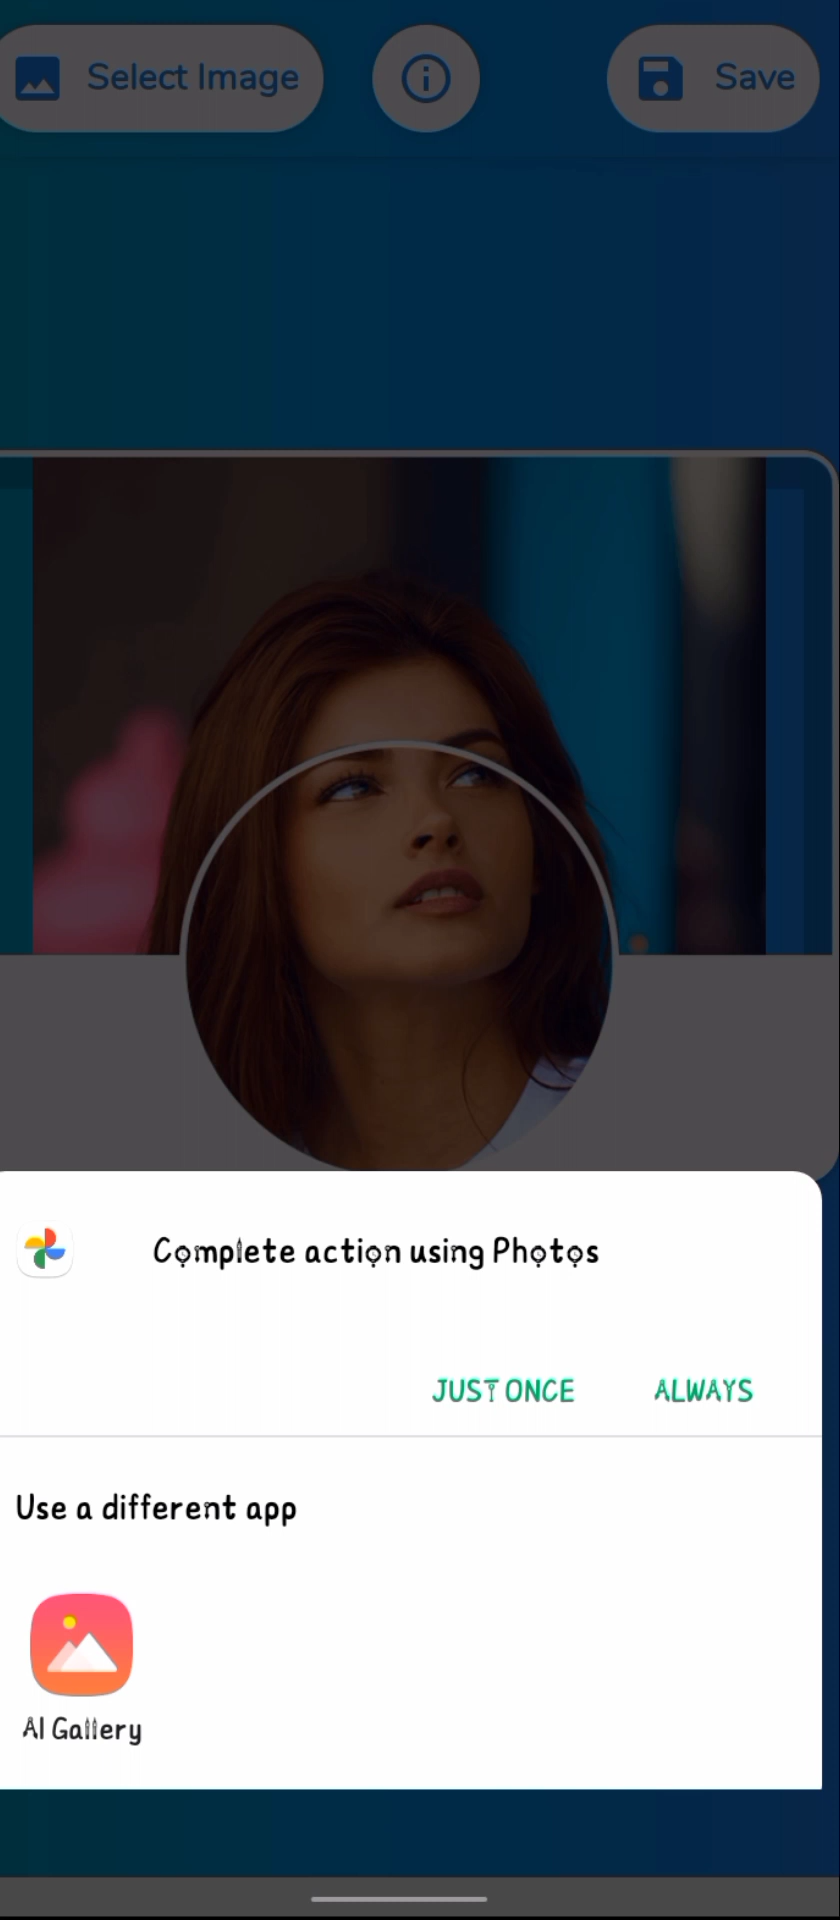 Select Image
Save
Complete action using Photos
JUST ONCE
ALWAYS
Use a different app
AI Gallery